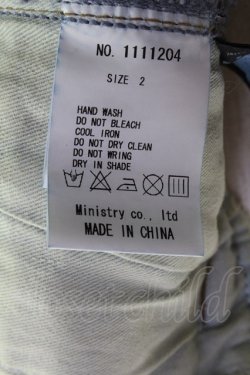 NO. 1111204
SIZE 2
HAND WASH
DO NOT BLEACH
COOL IRON
DO NOT DRY CLEAN
DO NOT WRING
DRY IN SHADE
Ministry co., ltd
MADE IN CHINA
closetchild